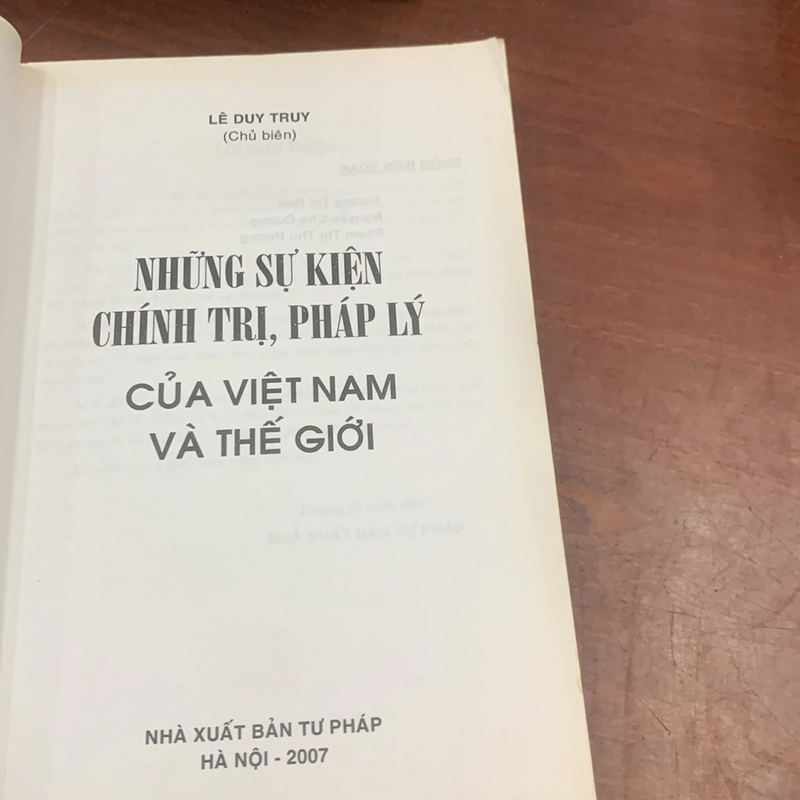 LÊ DUY TRUY
(Chủ biên)
NHỮNG SỰ KIỆN
CHÍNH TRỊ, PHÁP LÝ
CỦA VIỆT NAM
VÀ THẾ GIỚI
NHÀ XUẤT BẢN TƯ PHÁP
HÀ NỘI - 2007